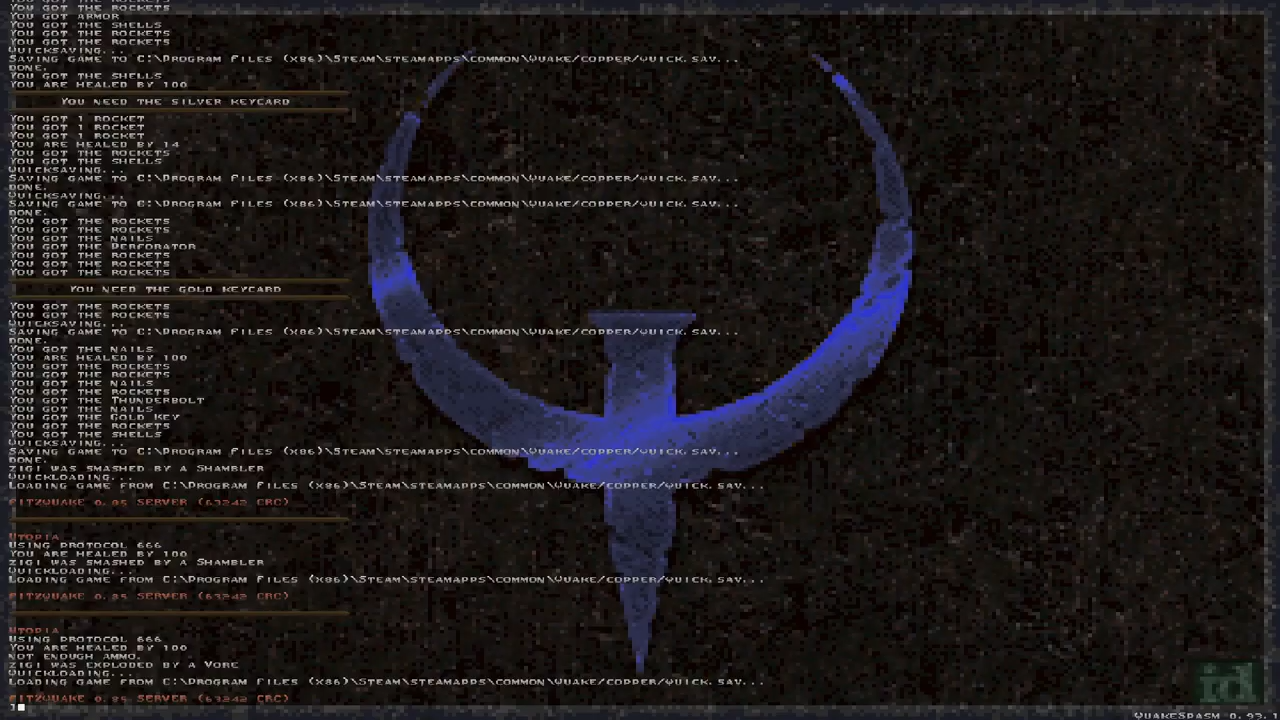 YOU GOT THE ROCKETS
YOU GOT ARMOR
YOU GOT THE SHELLS
YOU GOT THE ROCKETS
YOU GOT THE ROCKETS
QUICKSAVING...
SAVING GAME TO C:\PROGRAM FILES (X86)\STEAM\STEAMAPPS\COMMON\QUAKE/COPPER/QUICK.SAV...
DONE.
YOU GOT THE SHELLS
YOU ARE HEALED BY 100
YOU NEED THE SILVER KEYCARD
YOU GOT 1 ROCKET
YOU GOT 1 ROCKET
YOU GOT 1 ROCKET
YOU ARE HEALED BY 14
YOU GOT THE ROCKETS
YOU GOT THE SHELLS
QUICKSAVING...
SAVING GAME TO C:\PROGRAM FILES (X86)\STEAM\STEAMAPPS\COMMON\QUAKE/COPPER/QUICK.SAV...
DONE.
QUICKSAVING...
SAVING GAME TO C:\PROGRAM FILES (X86)\STEAM\STEAMAPPS\COMMON\QUAKE/COPPER/QUICK.SAV...
DONE.
YOU GOT THE ROCKETS
YOU GOT THE ROCKETS
YOU GOT THE NAILS
YOU GOT THE PERFORATOR
YOU GOT THE ROCKETS
YOU GOT THE ROCKETS
YOU GOT THE ROCKETS
YOU NEED THE GOLD KEYCARD
YOU GOT THE ROCKETS
YOU GOT THE ROCKETS
QUICKSAVING...
SAVING GAME TO C:\PROGRAM FILES (X86)\STEAM\STEAMAPPS\COMMON\QUAKE/COPPER/QUICK.SAV...
DONE.
YOU GOT THE NAILS
YOU ARE HEALED BY 100
YOU GOT THE ROCKETS
YOU GOT THE ROCKETS
YOU GOT THE NAILS
YOU GOT THE ROCKETS
YOU GOT THE THUNDERBOLT
YOU GOT THE NAILS
YOU GOT THE GOLD KEY
YOU GOT THE ROCKETS
YOU GOT THE SHELLS
QUICKSAVING...
SAVING GAME TO C:\PROGRAM FILES (X86)\STEAM\STEAMAPPS\COMMON\QUAKE/COPPER/QUICK.SAV...
DONE.
ZIGI WAS SMASHED BY A SHAMBLER
QUICKLOADING...
LOADING GAME FROM C:\PROGRAM FILES (X86)\STEAM\STEAMAPPS\COMMON\QUAKE/COPPER/QUICK.SAV...
FITZQUAKE 0.85 SERVER (63242 CRC)
UTOPIA
USING PROTOCOL 666
YOU ARE HEALED BY 100
ZIGI WAS SMASHED BY A SHAMBLER
QUICKLOADING...
LOADING GAME FROM C:\PROGRAM FILES (X86)\STEAM\STEAMAPPS\COMMON\QUAKE/COPPER/QUICK.SAV...
FITZQUAKE 0.85 SERVER (63242 CRC)
UTOPIA
USING PROTOCOL 666
YOU ARE HEALED BY 100
NOT ENOUGH AMMO.
ZIGI WAS EXPLODED BY A VORE
QUICKLOADING...
LOADING GAME FROM C:\PROGRAM FILES (X86)\STEAM\STEAMAPPS\COMMON\QUAKE/COPPER/QUICK.SAV...
FITZQUAKE 0.85 SERVER (63242 CRC)
]
id
QUAKESPASM 0.93.